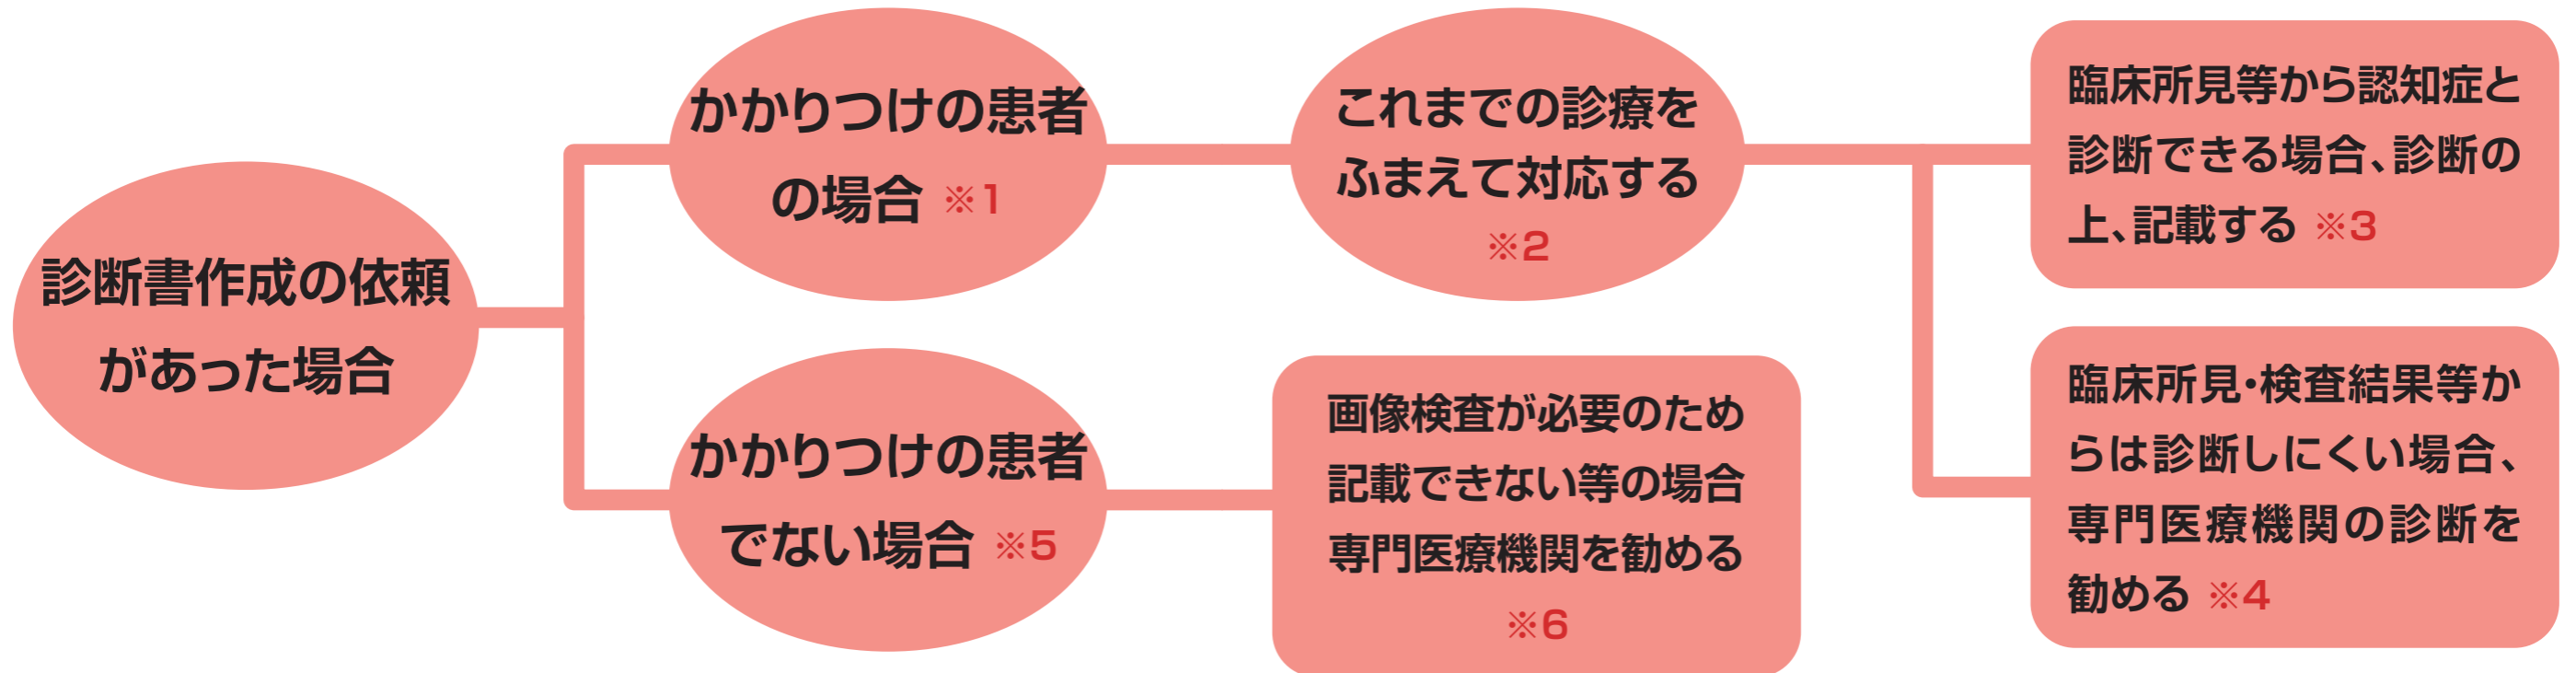 診断書作成の依頼
があった場合
かかりつけの患者
の場合 ※1
これまでの診療を
ふまえて対応する
※2
臨床所見等から認知症と
診断できる場合、診断の
上、記載する ※3
臨床所見・検査結果等か
らは診断しにくい場合、
専門医療機関の診断を
勧める ※4
かかりつけの患者
でない場合 ※5
画像検査が必要のため
記載できない等の場合
専門医療機関を勧める
※6